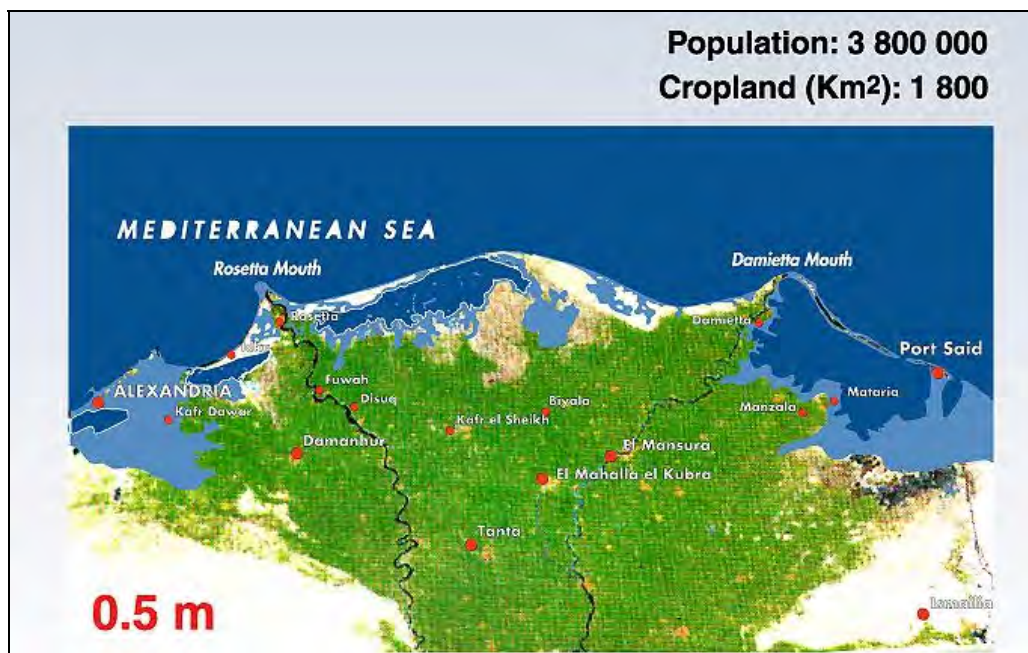 Population: 3 800 000
Cropland (Km2): 1 800
MEDITERRANEAN SEA
Rosetta Mouth
Damietta Mouth
Rosetta
Damietta
Port Said
ALEXANDRIA
Fuwah
Disuq
Kafr Dawar
Kafr el Sheikh
Biyala
Manzala
Mataria
Damanhur
El Mansura
El Mahalla el Kubra
Tanta
0.5 m
Ismailia